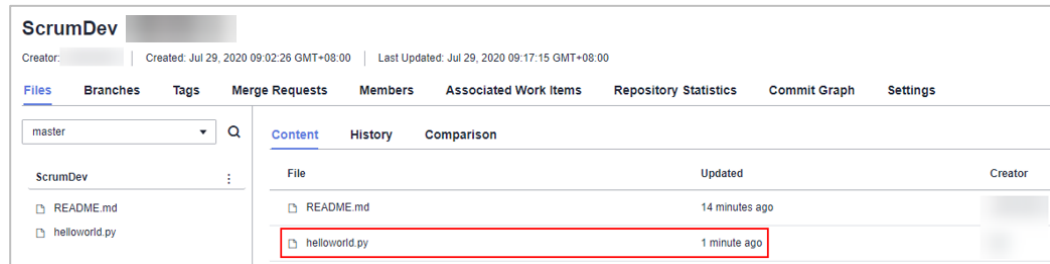 ScrumDev
Creator: Created: Jul 29, 2020 09:02:26 GMT+08:00 Last Updated: Jul 29, 2020 09:17:15 GMT+08:00
Files Branches Tags Merge Requests Members Associated Work Items Repository Statistics Commit Graph Settings
master
Content History Comparison
ScrumDev
README.md
helloworld.py
File Updated Creator
README.md 14 minutes ago
helloworld.py 1 minute ago